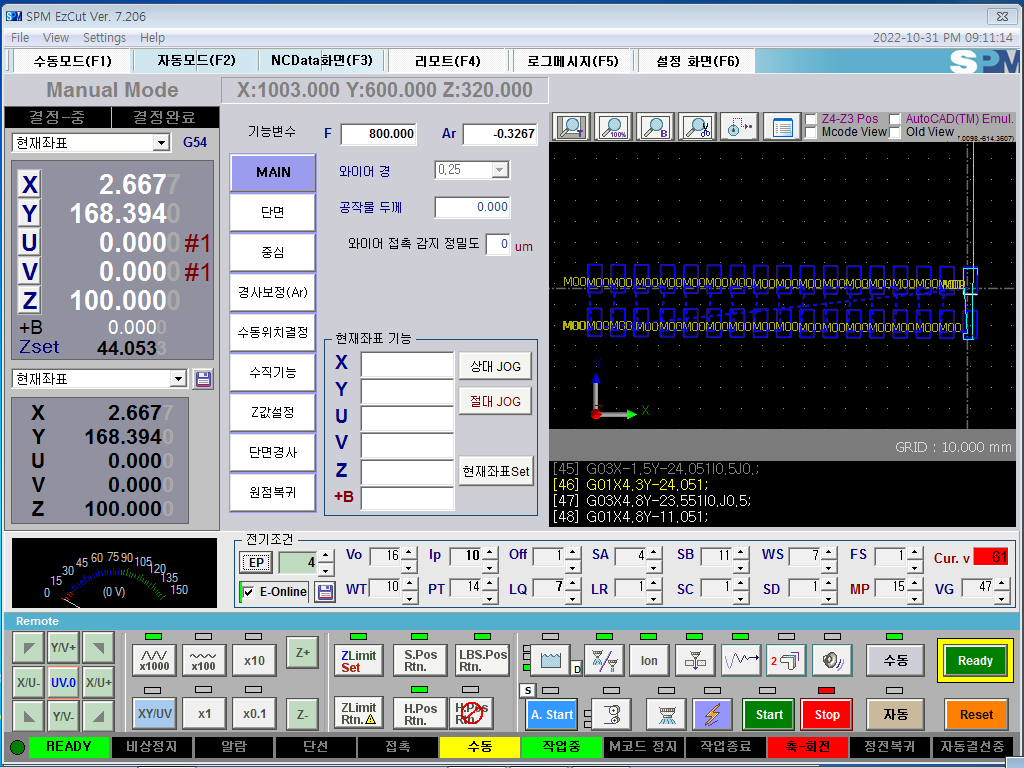 SPM EzCut Ver. 7.206
File View Settings Help
2022-10-31 PM 09:11:14
수동모드(F1) 자동모드(F2) NCData화면(F3) 리모트(F4) 로그메시지(F5) 설정 화면(F6) SPM
Manual Mode
X:1003.000 Y:600.000 Z:320.000
결정-중 결정완료
현재좌표 G54
X 2.6677
Y 168.3940
U 0.0000 #1
V 0.0000 #1
Z 100.0000
+B 0.0000
Zset 44.0533
현재좌표
X 2.6677
Y 168.3940
U 0.0000
V 0.0000
Z 100.0000
기능변수 F 800.000 Ar -0.3267
MAIN
단면
중심
경사보정(Ar)
수동위치결정
수직기능
Z값설정
단면경사
원점복귀
와이어 경 0,25
공작물 두께 0.000
와이어 접촉 감지 정밀도 0 um
현재좌표 기능
X
Y
U
V
Z
+B
상대 JOG
절대 JOG
현재좌표Set
T 100% B
Z4-Z3 Pos AutoCAD(TM) Emul.
Mcode View Old View
X
GRID : 10.000 mm
[45] G03X-1,5Y-24,051I0,5J0,;
[46] G01X4,3Y-24,051;
[47] G03X4,8Y-23,551I0,J0,5;
[48] G01X4,8Y-11,051;
0 15 30 45 60 75 90 105 120 135 150
(0 V)
전기조건
EP 4 Vo 16 Ip 10 Off 1 SA 4 SB 11 WS 7 FS 1 Cur. v 61
E-Online WT 10 PT 14 LQ 7 LR 1 SC 1 SD 1 MP 15 VG 47
Remote
Y/V+
X/U- UV.0 X/U+
Y/V-
x1000 x100 x10 Z+
XY/UV x1 x0.1 Z-
ZLimit Set S.Pos Rtn. LBS.Pos Rtn.
ZLimit Rtn. H.Pos Rtn. H.Pos Rtn.
D Ion 2 수동 Ready
S A. Start Start Stop 자동 Reset
READY 비상정지 알람 단선 접촉 수동 작업중 M코드 정지 작업종료 축-회전 정전복귀 자동결선중